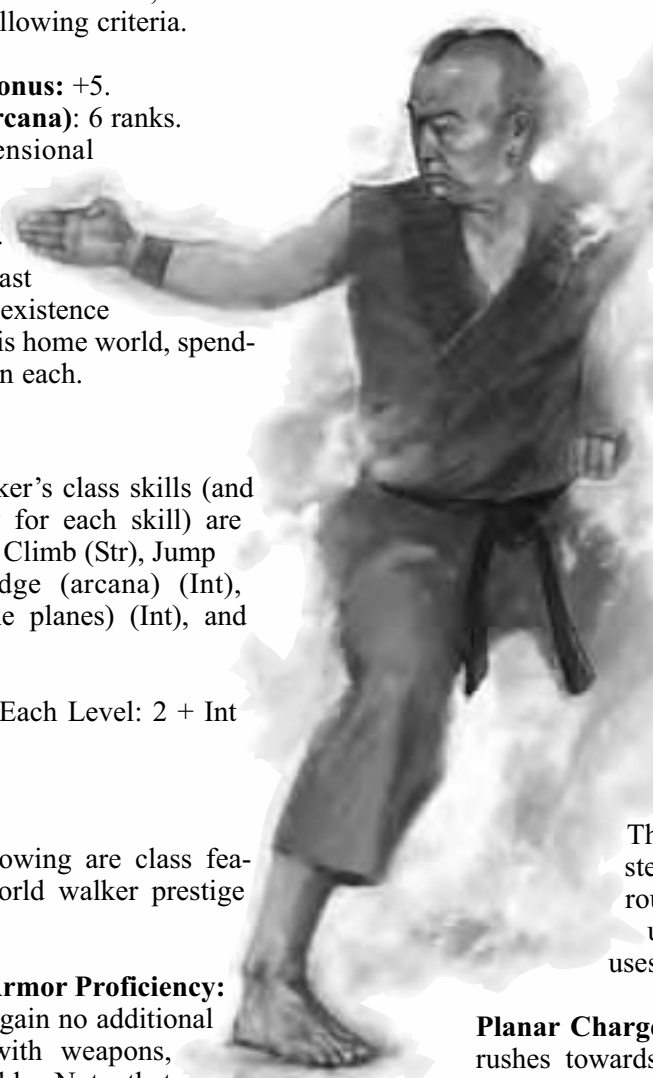 llowing criteria.
onus: +5.
rcana): 6 ranks.
ensional
ast
existence
is home world, spend-
n each.
ker’s class skills (and
for each skill) are
Climb (Str), Jump
dge (arcana) (Int),
e planes) (Int), and
Each Level: 2 + Int
owing are class fea-
orld walker prestige
Armor Proficiency:
gain no additional
with weapons,
Th
ste
rou
u
uses
Planar Charg
rushes towards